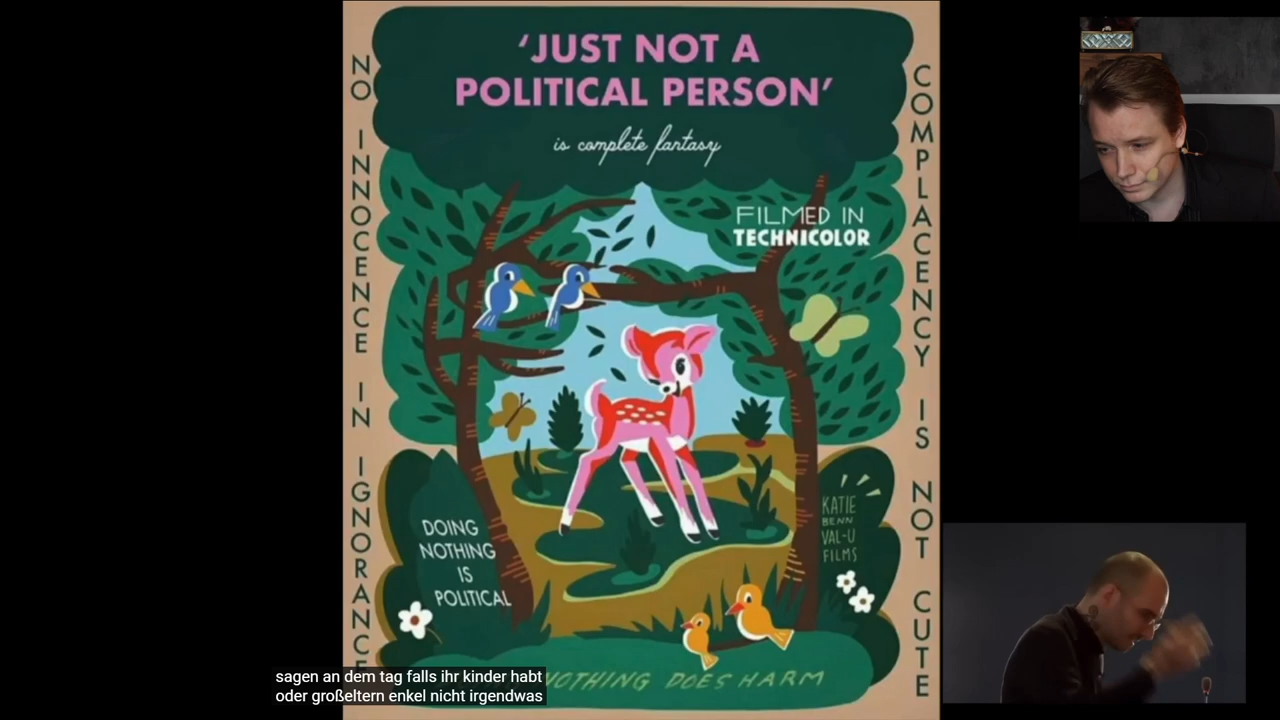 'JUST NOT A
POLITICAL PERSON'
is complete fantasy
FILMED IN
TECHNICOLOR
NO INNOCENCE IN IGNORANCE
COMPLACENCY IS NOT CUTE
DOING
NOTHING
IS
POLITICAL
KATIE
BENN
VAL-U
FILMS
NOTHING DOES HARM
sagen an dem tag falls ihr kinder habt
oder großeltern enkel nicht irgendwas